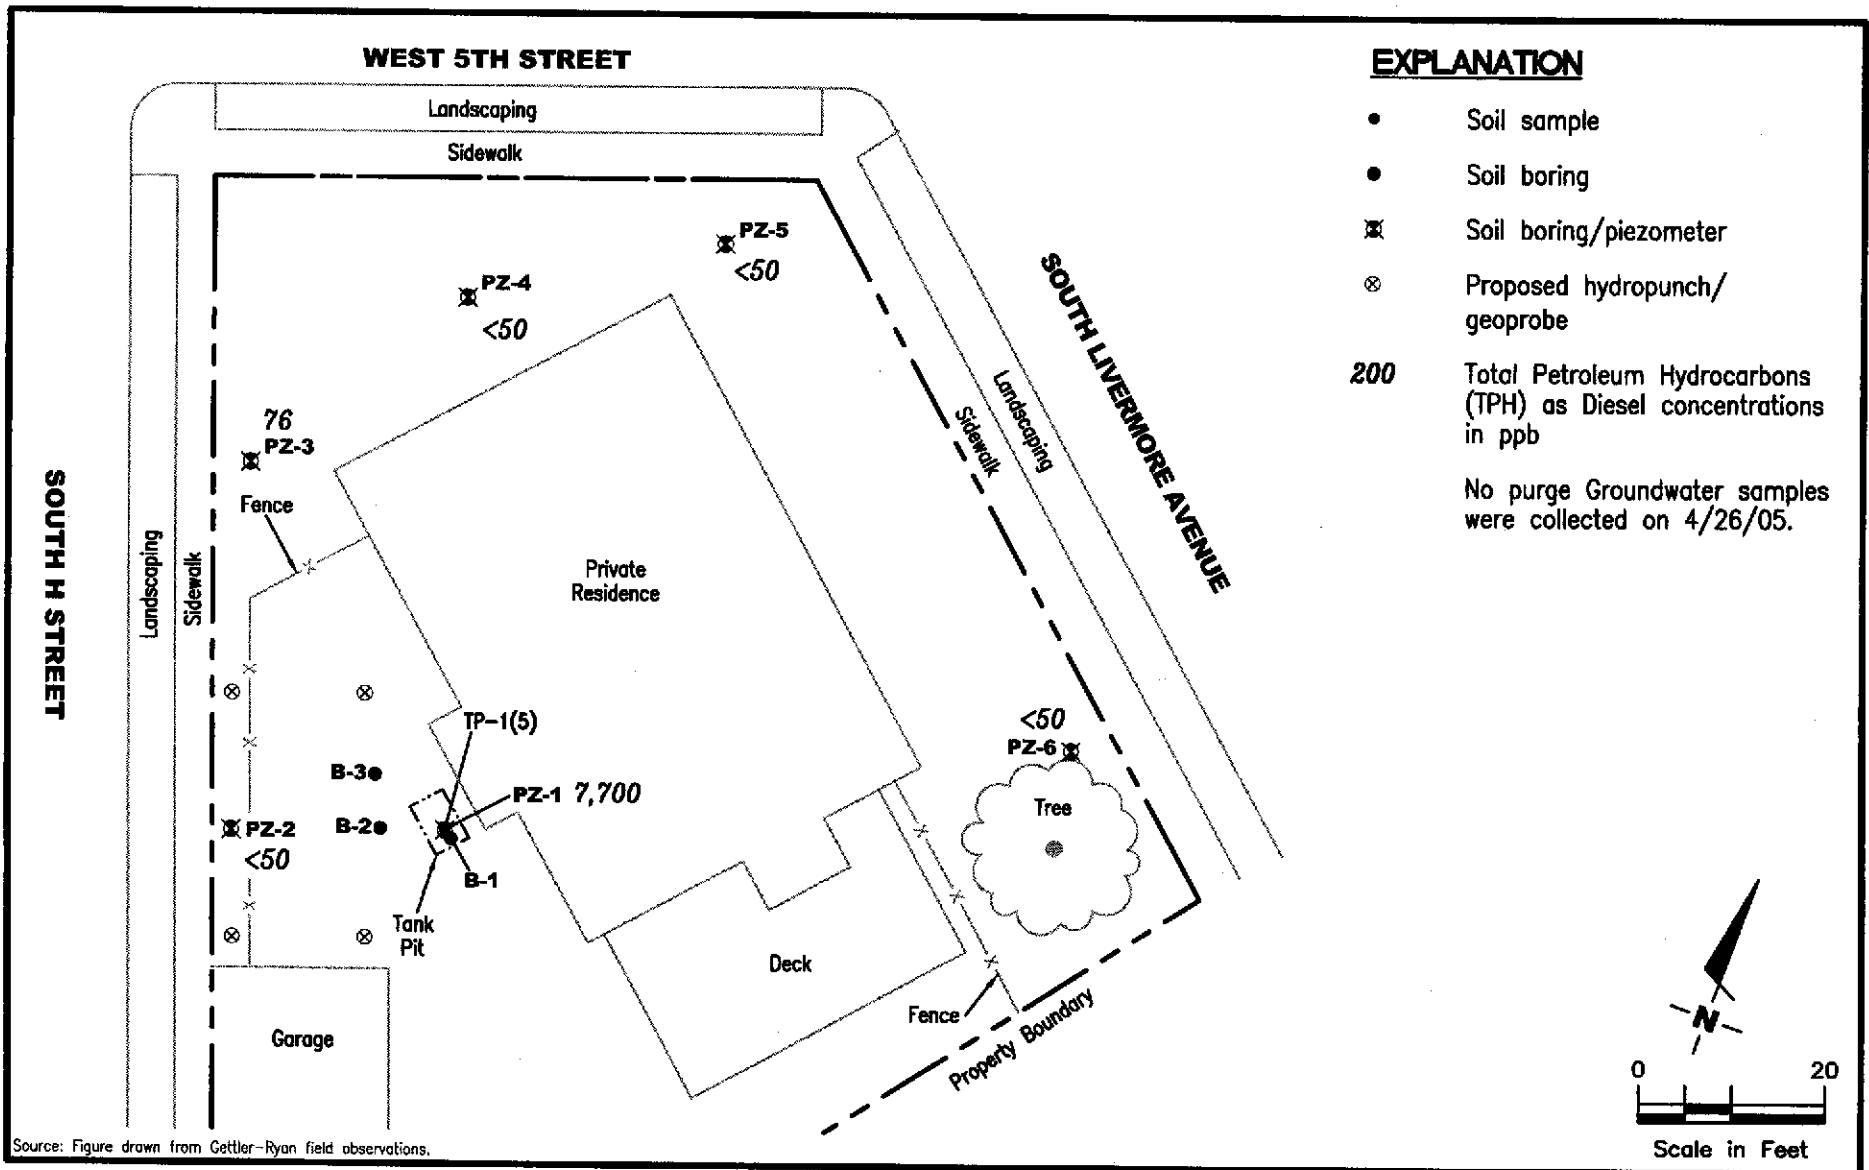 WEST 5TH STREET
Landscaping
Sidewalk
PZ-5
<50
PZ-4
<50
76
PZ-3
Fence
SOUTH H STREET
Landscaping
Sidewalk
Private
Residence
SOUTH LIVERMORE AVENUE
Landscaping
Sidewalk
TP-1(5)
B-3
PZ-1 7,700
B-2
PZ-2
<50
B-1
Tank
Pit
<50
PZ-6
Tree
Deck
Fence
Property Boundary
Garage
Source: Figure drawn from Gettler-Ryan field observations.
EXPLANATION
Soil sample
Soil boring
Soil boring/piezometer
Proposed hydropunch/
geoprobe
200 Total Petroleum Hydrocarbons
(TPH) as Diesel concentrations
in ppb
No purge Groundwater samples
were collected on 4/26/05.
N
0 20
Scale in Feet